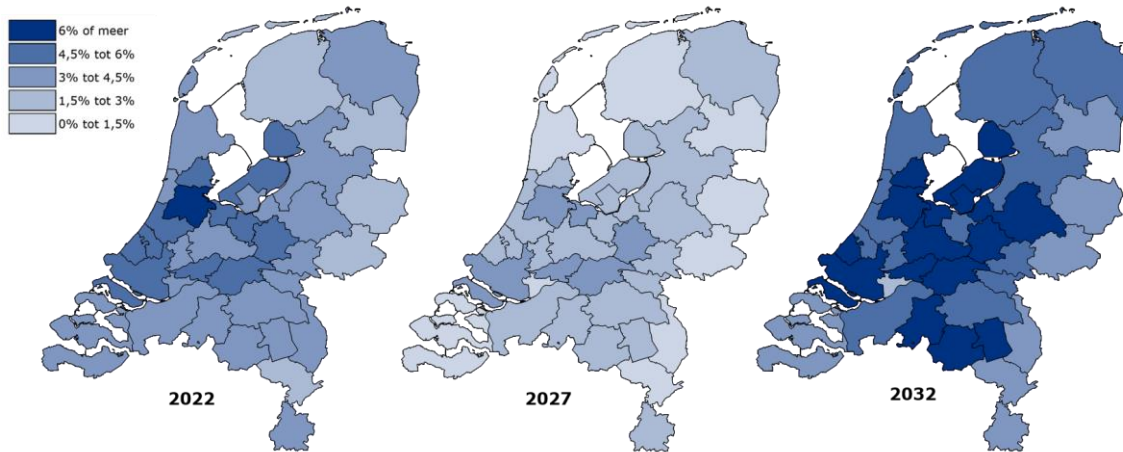 6% of meer
4,5% tot 6%
3% tot 4,5%
1,5% tot 3%
0% tot 1,5%
2022
2027
2032